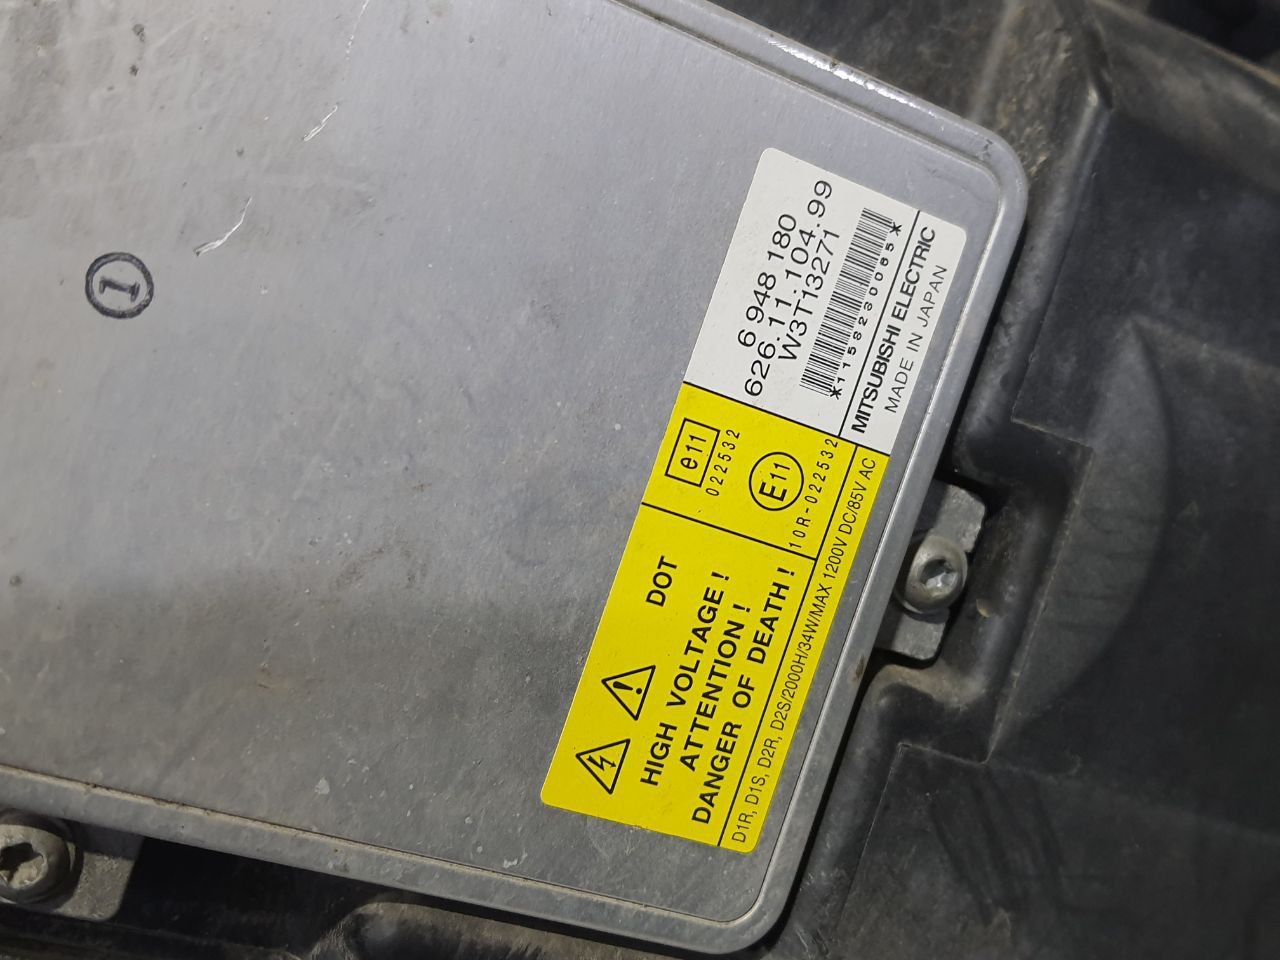 6 948 180
626.11.104.99
W3T13271
*1158230065*
MITSUBISHI ELECTRIC
MADE IN JAPAN
e11
022532
E11
10R-022532
DOT
HIGH VOLTAGE !
ATTENTION !
DANGER OF DEATH !
D1R, D1S, D2R, D2S/2000H/34W/MAX 1200V DC/85V AC
1